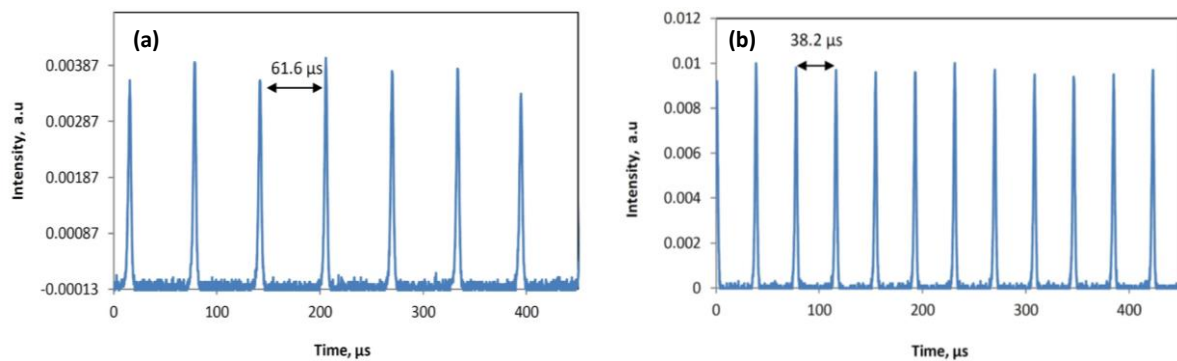 (a)
61.6 µs
0.00387
0.00287
0.00187
0.00087
-0.00013
Intensity, a.u
0 100 200 300 400
Time, µs
(b)
38.2 µs
0.012
0.01
0.008
0.006
0.004
0.002
0
Intensity, a.u
0 100 200 300 400
Time, µs